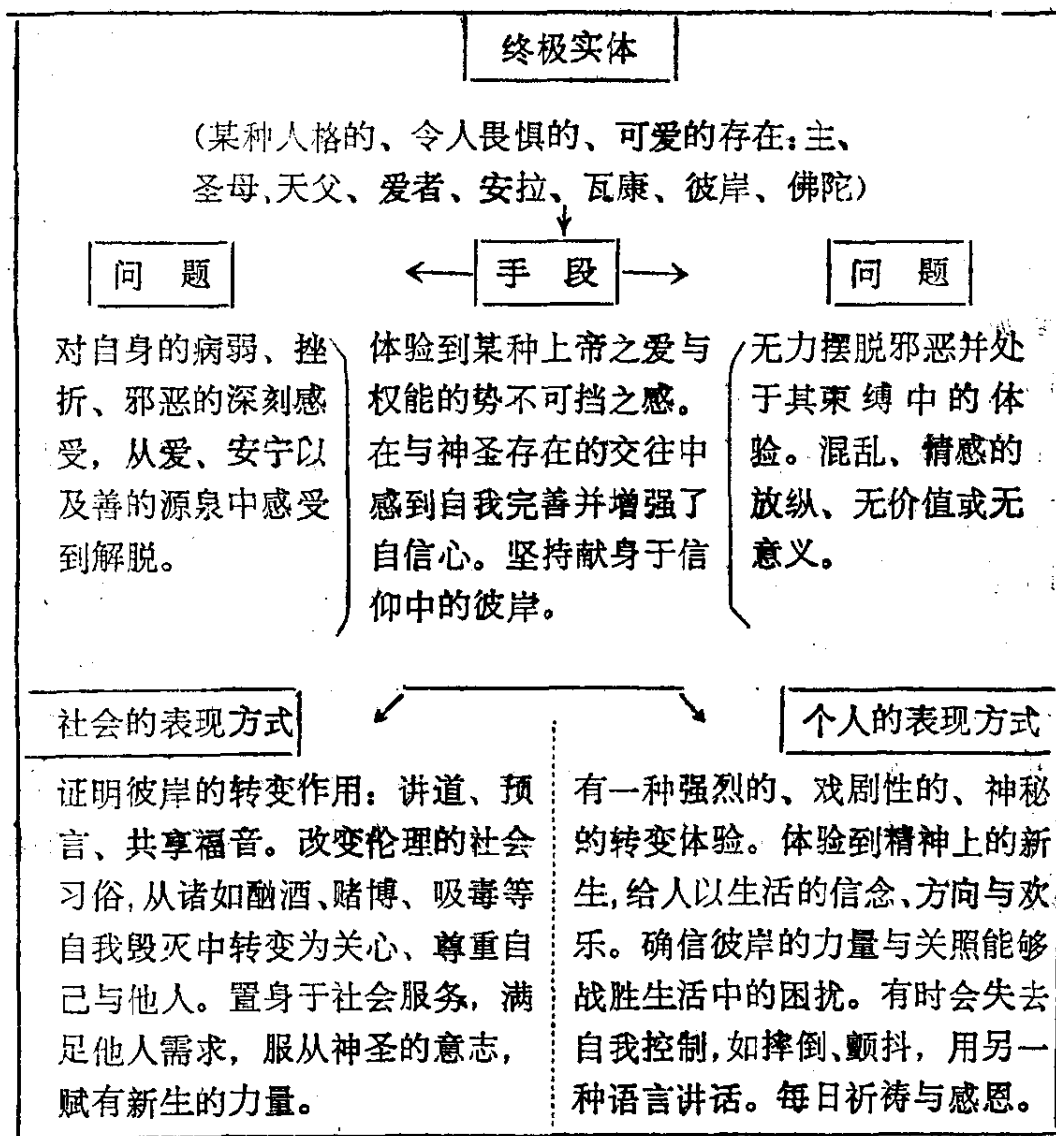 终极实体
（某种人格的、令人畏惧的、可爱的存在：主、
圣母、天父、爱者、安拉、瓦康、彼岸、佛陀）
问 题
手 段
问 题
对自身的病弱、挫
折、邪恶的深刻感
受，从爱、安宁以
及善的源泉中感受
到解脱。
体验到某种上帝之爱与
权能的势不可挡之感。
在与神圣存在的交往中
感到自我完善并增强了
自信心。坚持献身于信
仰中的彼岸。
无力摆脱邪恶并处
于其束缚中的体
验。混乱、情感的
放纵、无价值或无
意义。
社会的表现方式
证明彼岸的转变作用：讲道、预
言、共享福音。改变伦理的社会
习俗，从诸如酗酒、赌博、吸毒等
自我毁灭中转变为关心、尊重自
己与他人。置身于社会服务，满
足他人需求，服从神圣的意志，
赋有新生的力量。
个人的表现方式
有一种强烈的、戏剧性的、神秘
的转变体验。体验到精神上的新
生，给人以生活的信念、方向与欢
乐。确信彼岸的力量与关照能够
战胜生活中的困扰。有时会失去
自我控制，如摔倒、颤抖，用另一
种语言讲话。每日祈祷与感恩。